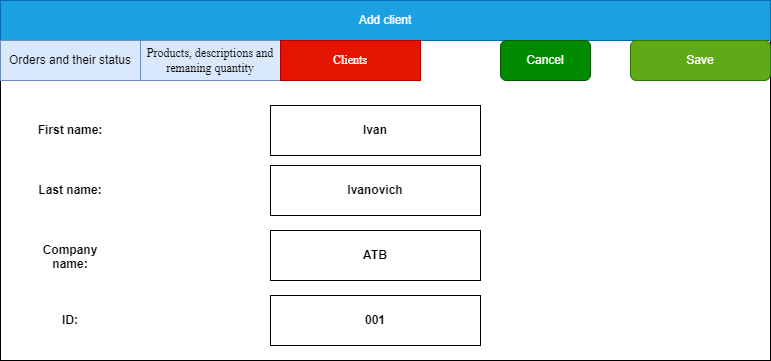 Add client
Orders and their status
Products, descriptions and
remaning quantity
Clients
Cancel
Save
First name:
Ivan
Last name:
Ivanovich
Company
name:
ATB
ID:
001